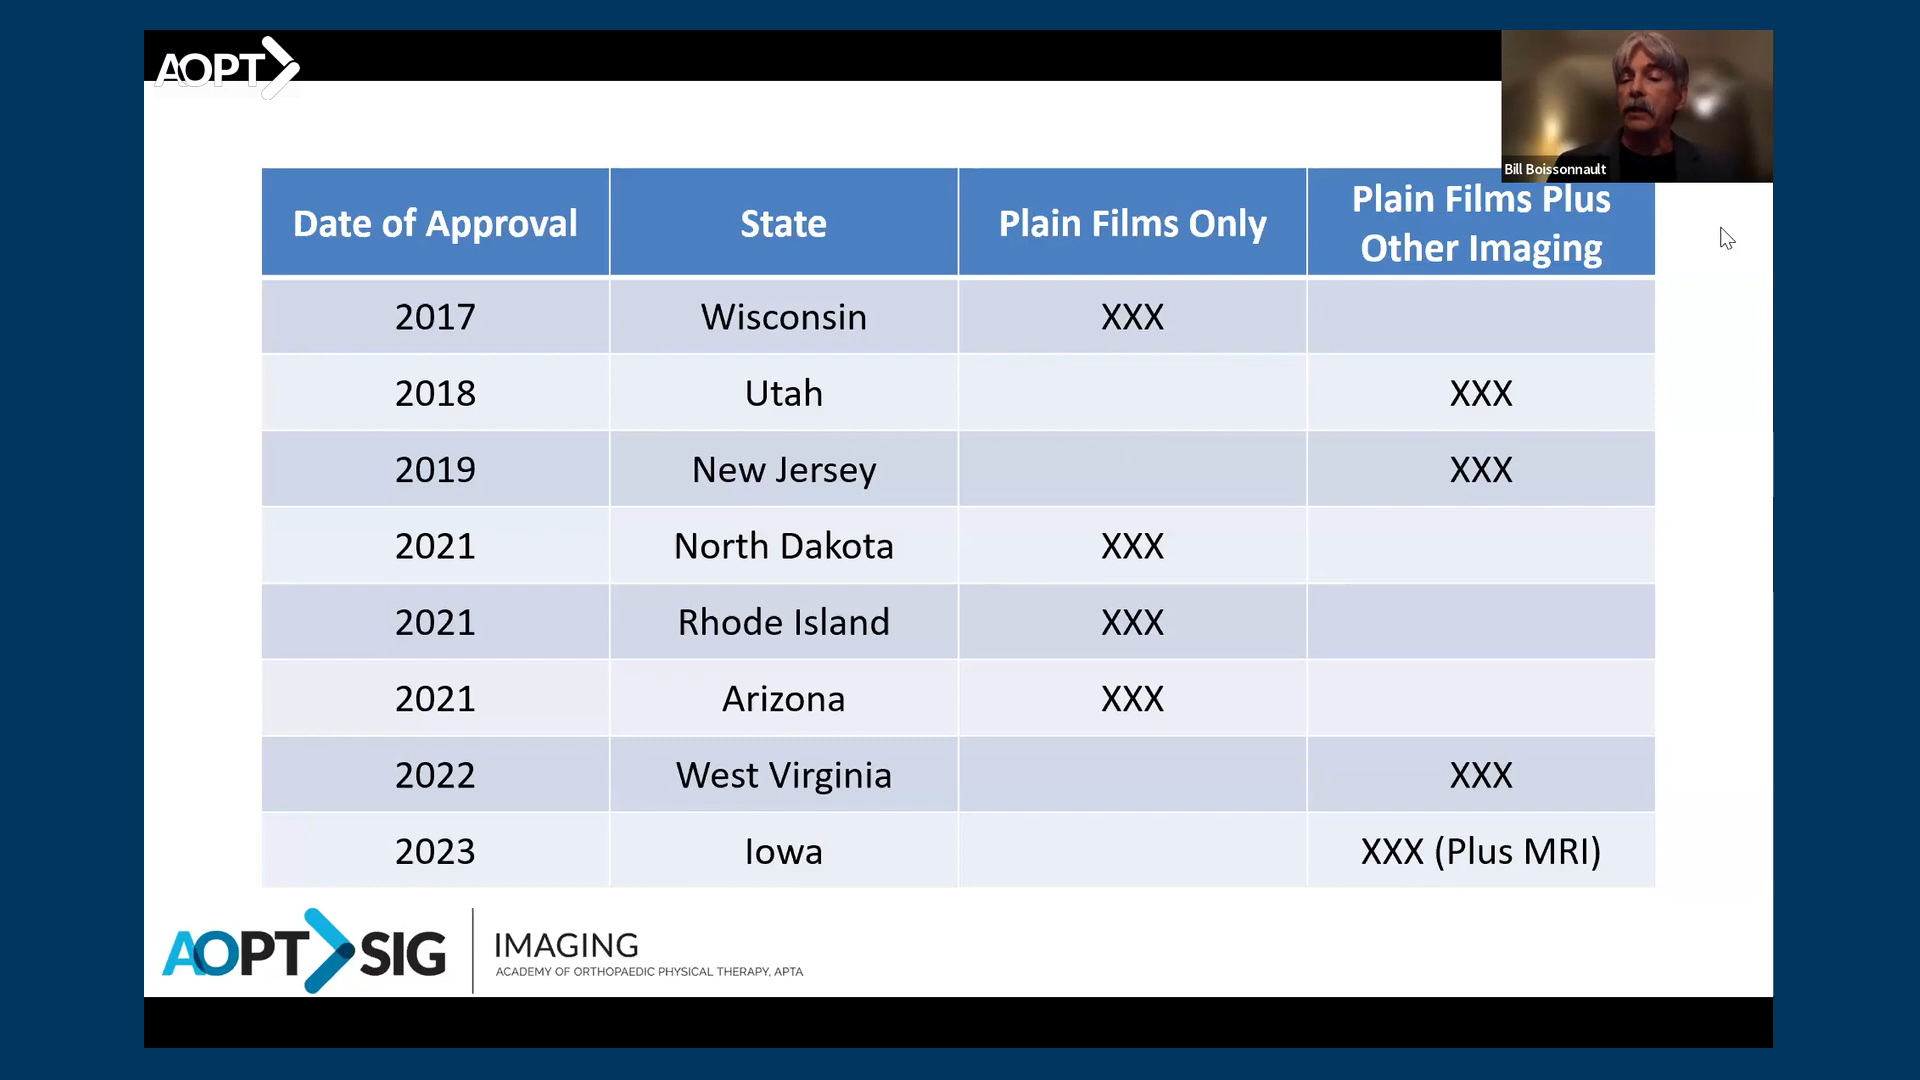 AOPT
Bill Boissonnault
Date of Approval State Plain Films Only Plain Films Plus
Other Imaging
2017 Wisconsin XXX
2018 Utah XXX
2019 New Jersey XXX
2021 North Dakota XXX
2021 Rhode Island XXX
2021 Arizona XXX
2022 West Virginia XXX
2023 Iowa XXX (Plus MRI)
AOPT SIG IMAGING
ACADEMY OF ORTHOPAEDIC PHYSICAL THERAPY, APTA